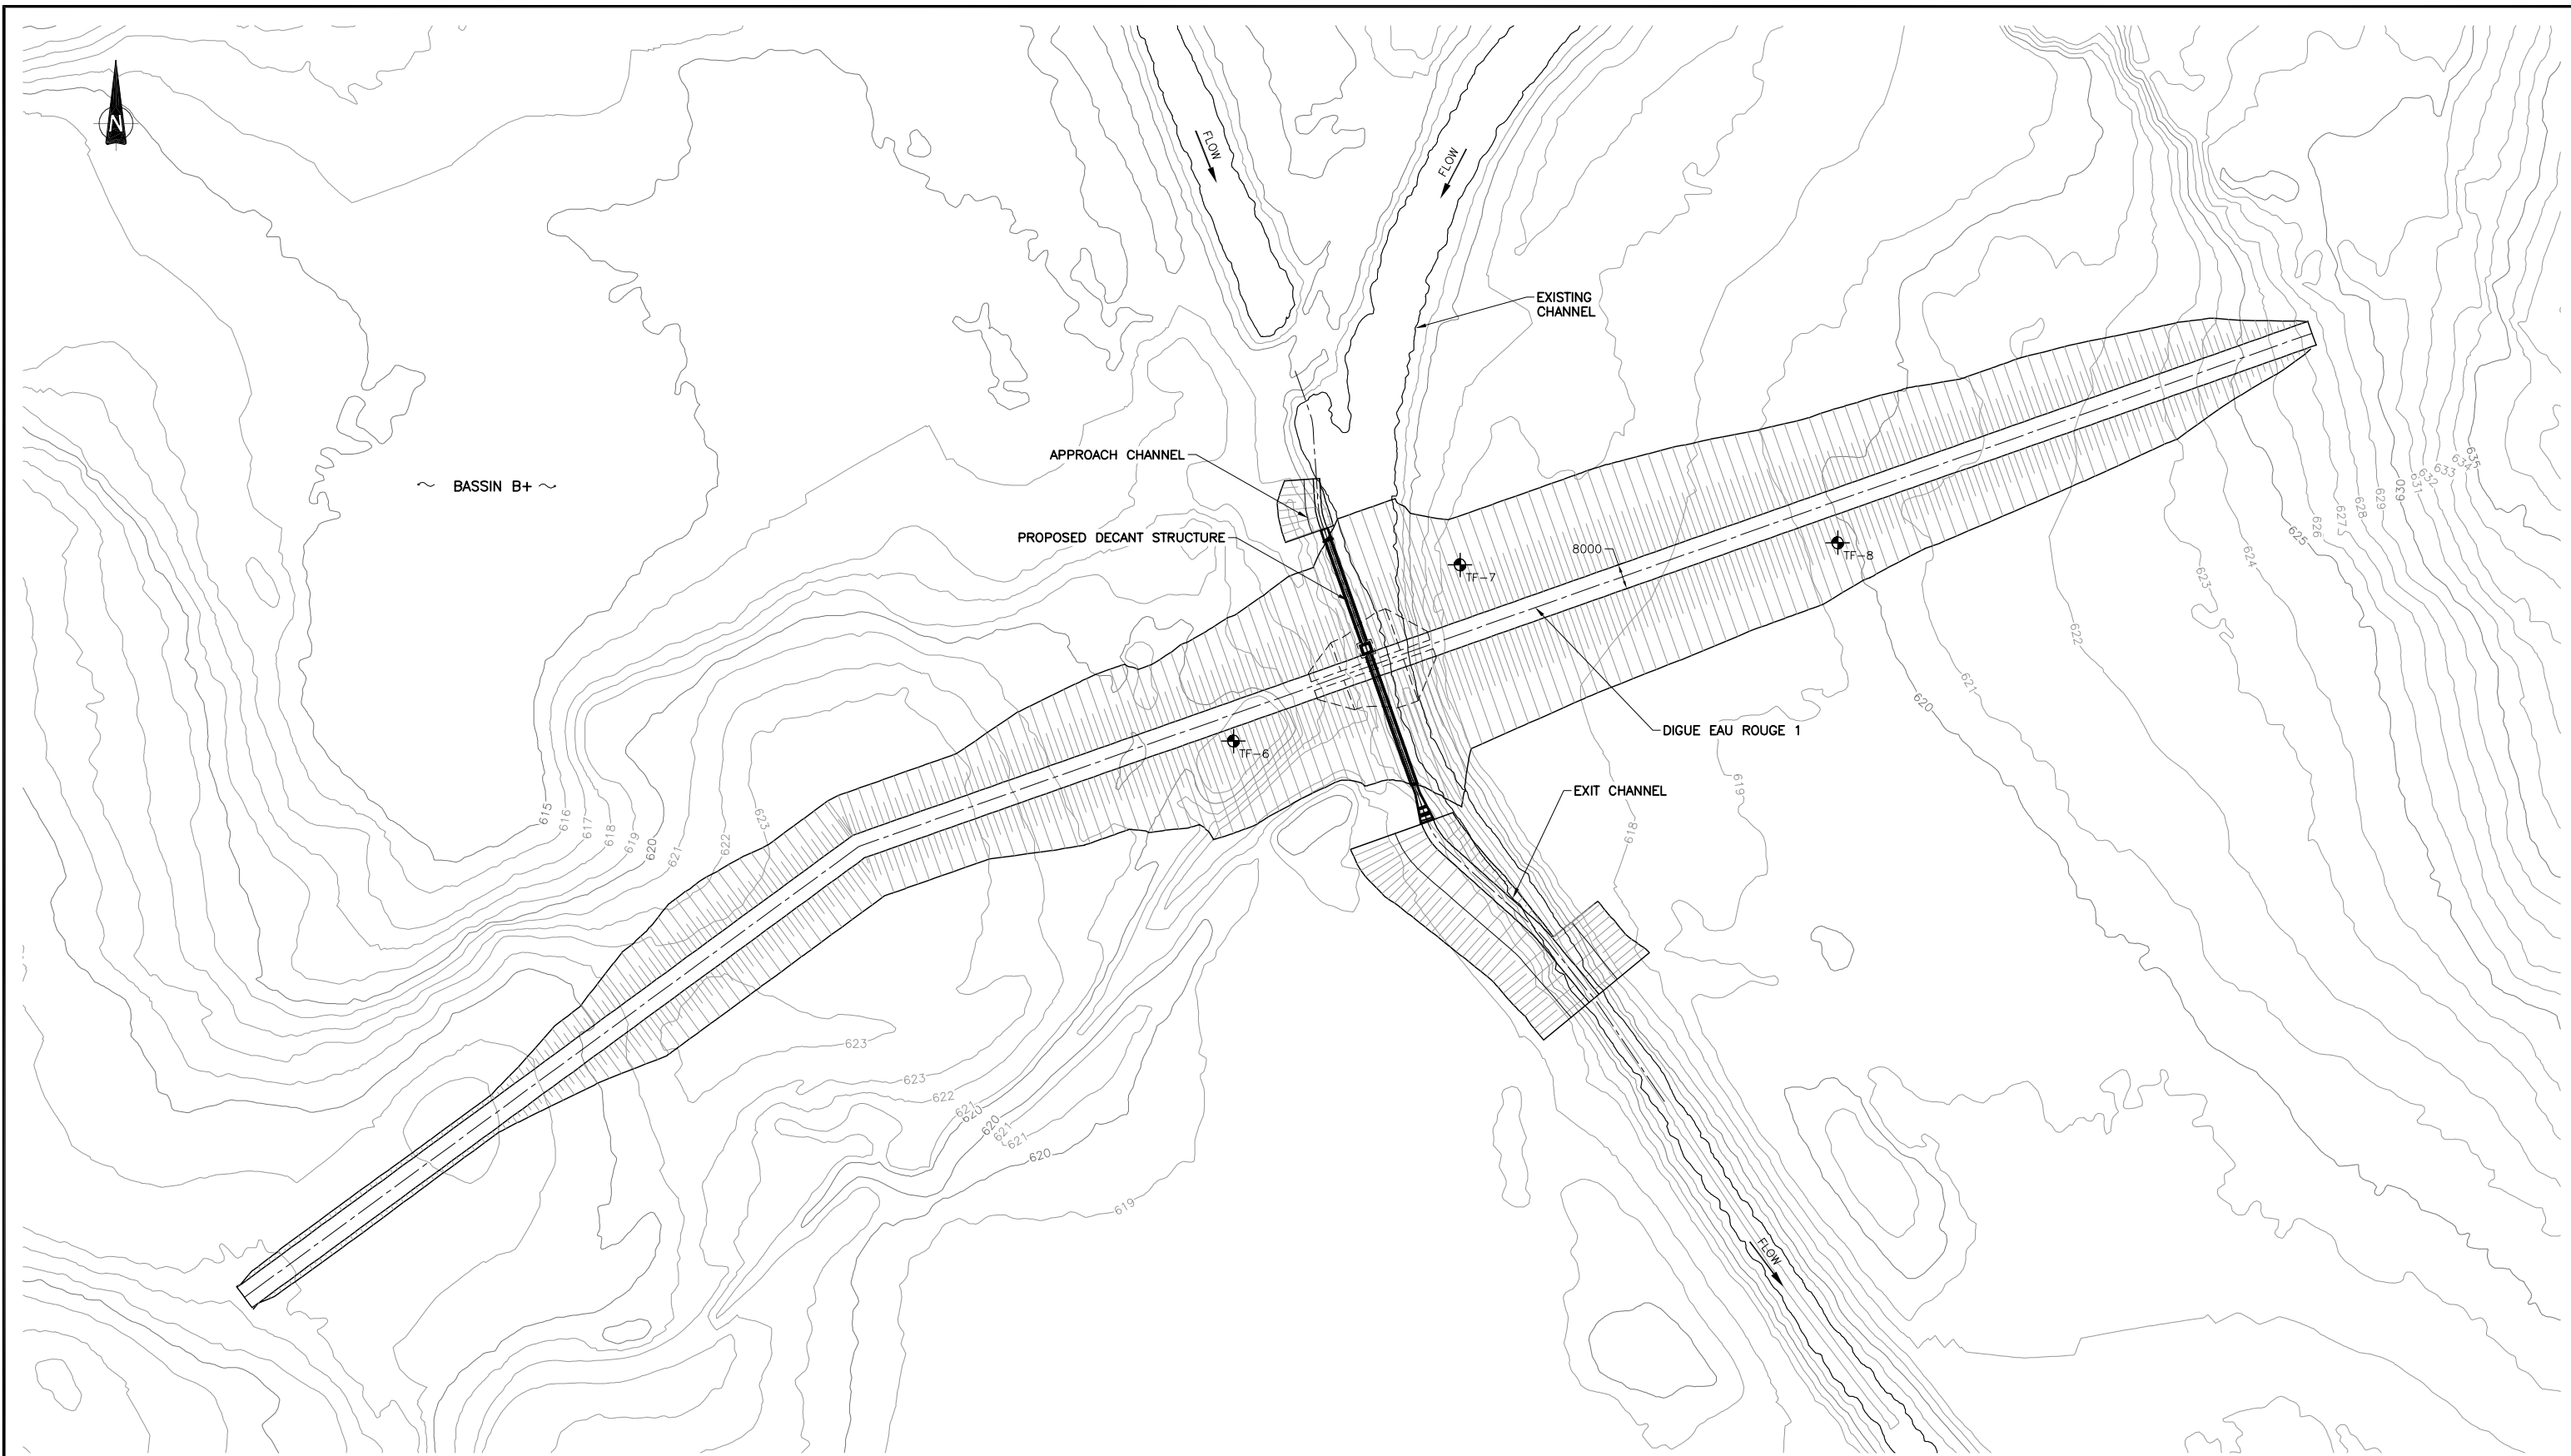 N
FLOW
FLOW
EXISTING
CHANNEL
APPROACH CHANNEL
~ BASSIN B+ ~
PROPOSED DECANT STRUCTURE
8000
TF-7
TF-8
TF-6
DIGUE EAU ROUGE 1
EXIT CHANNEL
635
634
633
632
631
630
629
628
627
626
625
624
623
622
621
620
619
618
615
616
617
618
619
620
621
622
623
623
623
622
621
620
620
621
621
620
619
FLOW